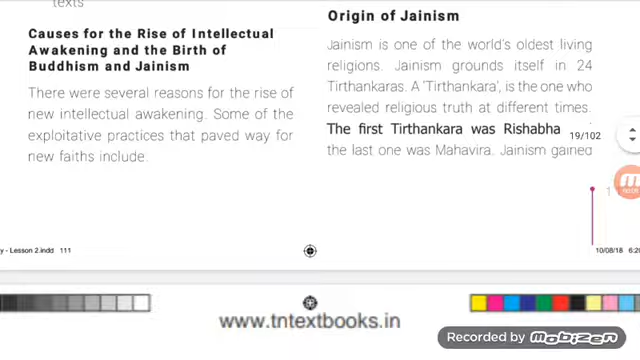 texts
Causes for the Rise of Intellectual
Awakening and the Birth of
Buddhism and Jainism
There were several reasons for the rise of
new intellectual awakening. Some of the
exploitative practices that paved way for
new faiths include.
Origin of Jainism
Jainism is one of the world's oldest living
religions. Jainism grounds itself in 24
Tirthankaras. A 'Tirthankara', is the one who
revealed religious truth at different times.
The first Tirthankara was Rishabha
19/102
the last one was Mahavira. Jainism gained
y - Lesson 2.indd 111
10/08/18
www.tntextbooks.in
Recorded by mobizen